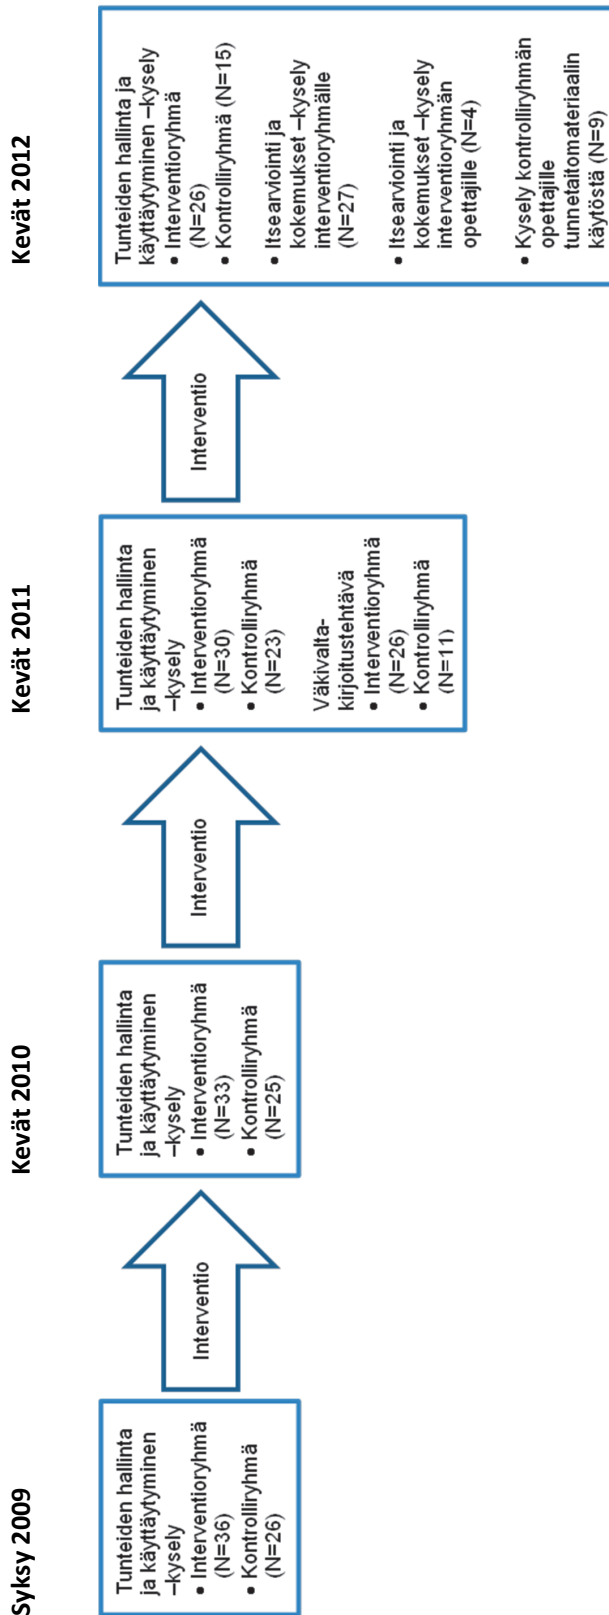 Syksy 2009
Kevät 2010
Kevät 2011
Kevät 2012
Tunteiden hallinta
ja käyttäytyminen
–kysely
• Interventioryhmä
(N=36)
• Kontrolliryhmä
(N=26)
Interventio
Tunteiden hallinta
ja käyttäytyminen
–kysely
• Interventioryhmä
(N=33)
• Kontrolliryhmä
(N=25)
Interventio
Tunteiden hallinta
ja käyttäytyminen
–kysely
• Interventioryhmä
(N=30)
• Kontrolliryhmä
(N=23)
Väkivalta-
kirjoitustehtävä
• Interventioryhmä
(N=26)
• Kontrolliryhmä
(N=11)
Interventio
Tunteiden hallinta ja
käyttäytyminen –kysely
• Interventioryhmä
(N=26)
• Kontrolliryhmä (N=15)
• Itsearviointi ja
kokemukset –kysely
interventioryhmälle
(N=27)
• Itsearviointi ja
kokemukset –kysely
interventioryhmän
opettajille (N=4)
• Kysely kontrolliryhmän
opettajille
tunnetaitomateriaalin
käytöstä (N=9)